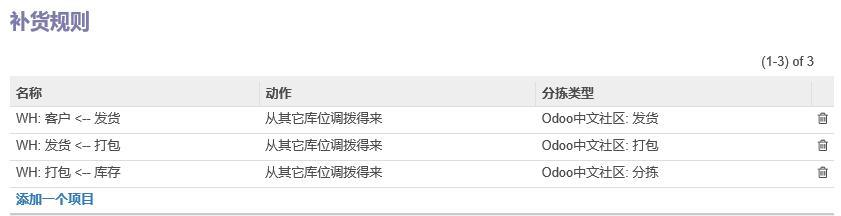 补货规则
(1-3) of 3
名称 动作 分拣类型
WH: 客户 <-- 发货 从其它库位调拨得来 Odoo中文社区: 发货
WH: 发货 <-- 打包 从其它库位调拨得来 Odoo中文社区: 打包
WH: 打包 <-- 库存 从其它库位调拨得来 Odoo中文社区: 分拣
添加一个项目